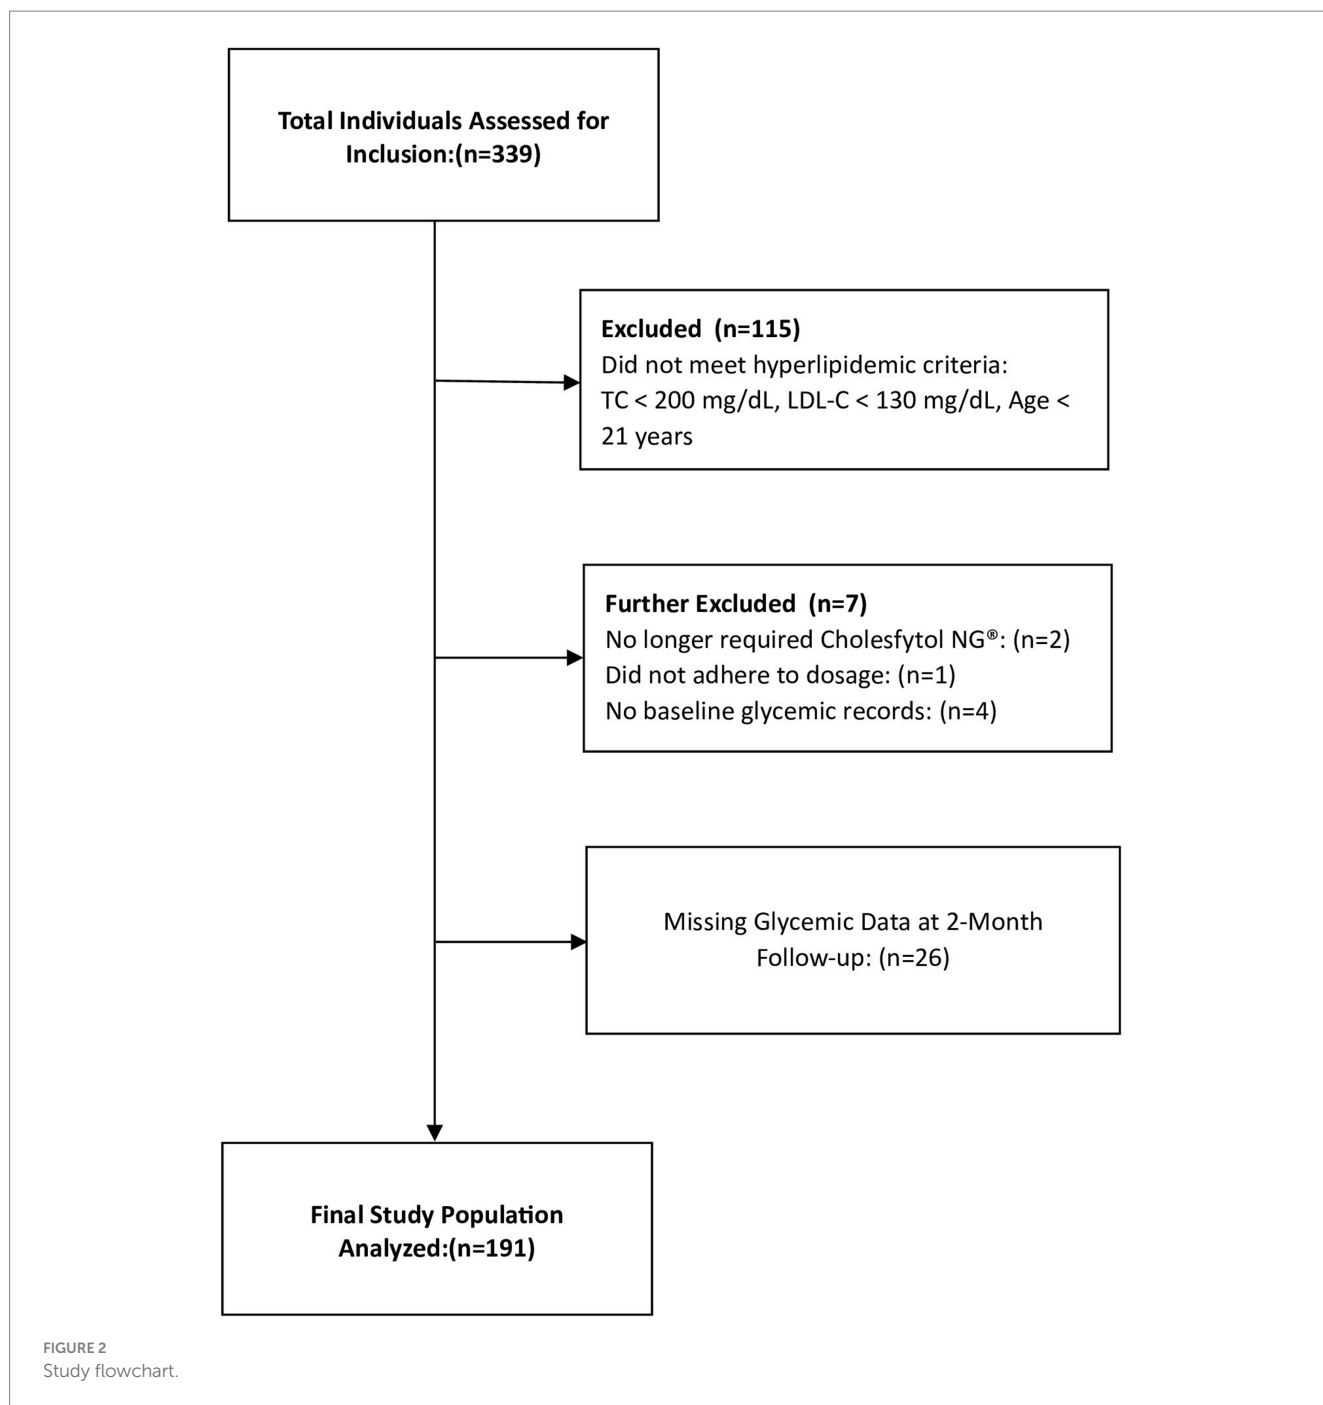 Total Individuals Assessed for
Inclusion:(n=339)
Excluded (n=115)
Did not meet hyperlipidemic criteria:
TC < 200 mg/dL, LDL-C < 130 mg/dL, Age <
21 years
Further Excluded (n=7)
No longer required Cholesfytol NG®: (n=2)
Did not adhere to dosage: (n=1)
No baseline glycemic records: (n=4)
Missing Glycemic Data at 2-Month
Follow-up: (n=26)
Final Study Population
Analyzed:(n=191)
FIGURE 2
Study flowchart.